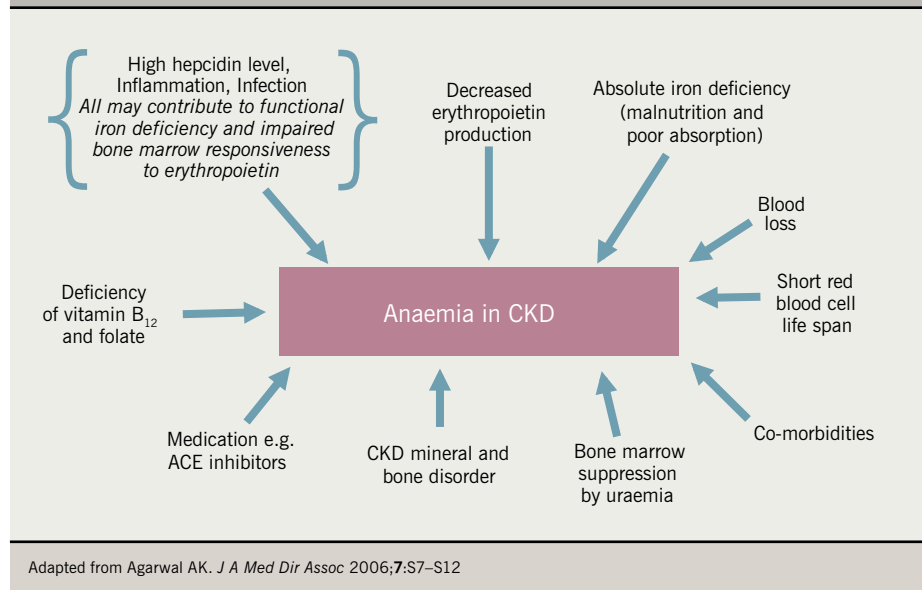 High hepcidin level,
Inflammation, Infection
All may contribute to functional
iron deficiency and impaired
bone marrow responsiveness
to erythropoietin
Decreased
erythropoietin
production
Absolute iron deficiency
(malnutrition and
poor absorption)
Blood
loss
Deficiency
of vitamin B₁₂
and folate
Anaemia in CKD
Short red
blood cell
life span
Medication e.g.
ACE inhibitors
CKD mineral and
bone disorder
Bone marrow
suppression
by uraemia
Co-morbidities
Adapted from Agarwal AK. J A Med Dir Assoc 2006;7:S7–S12